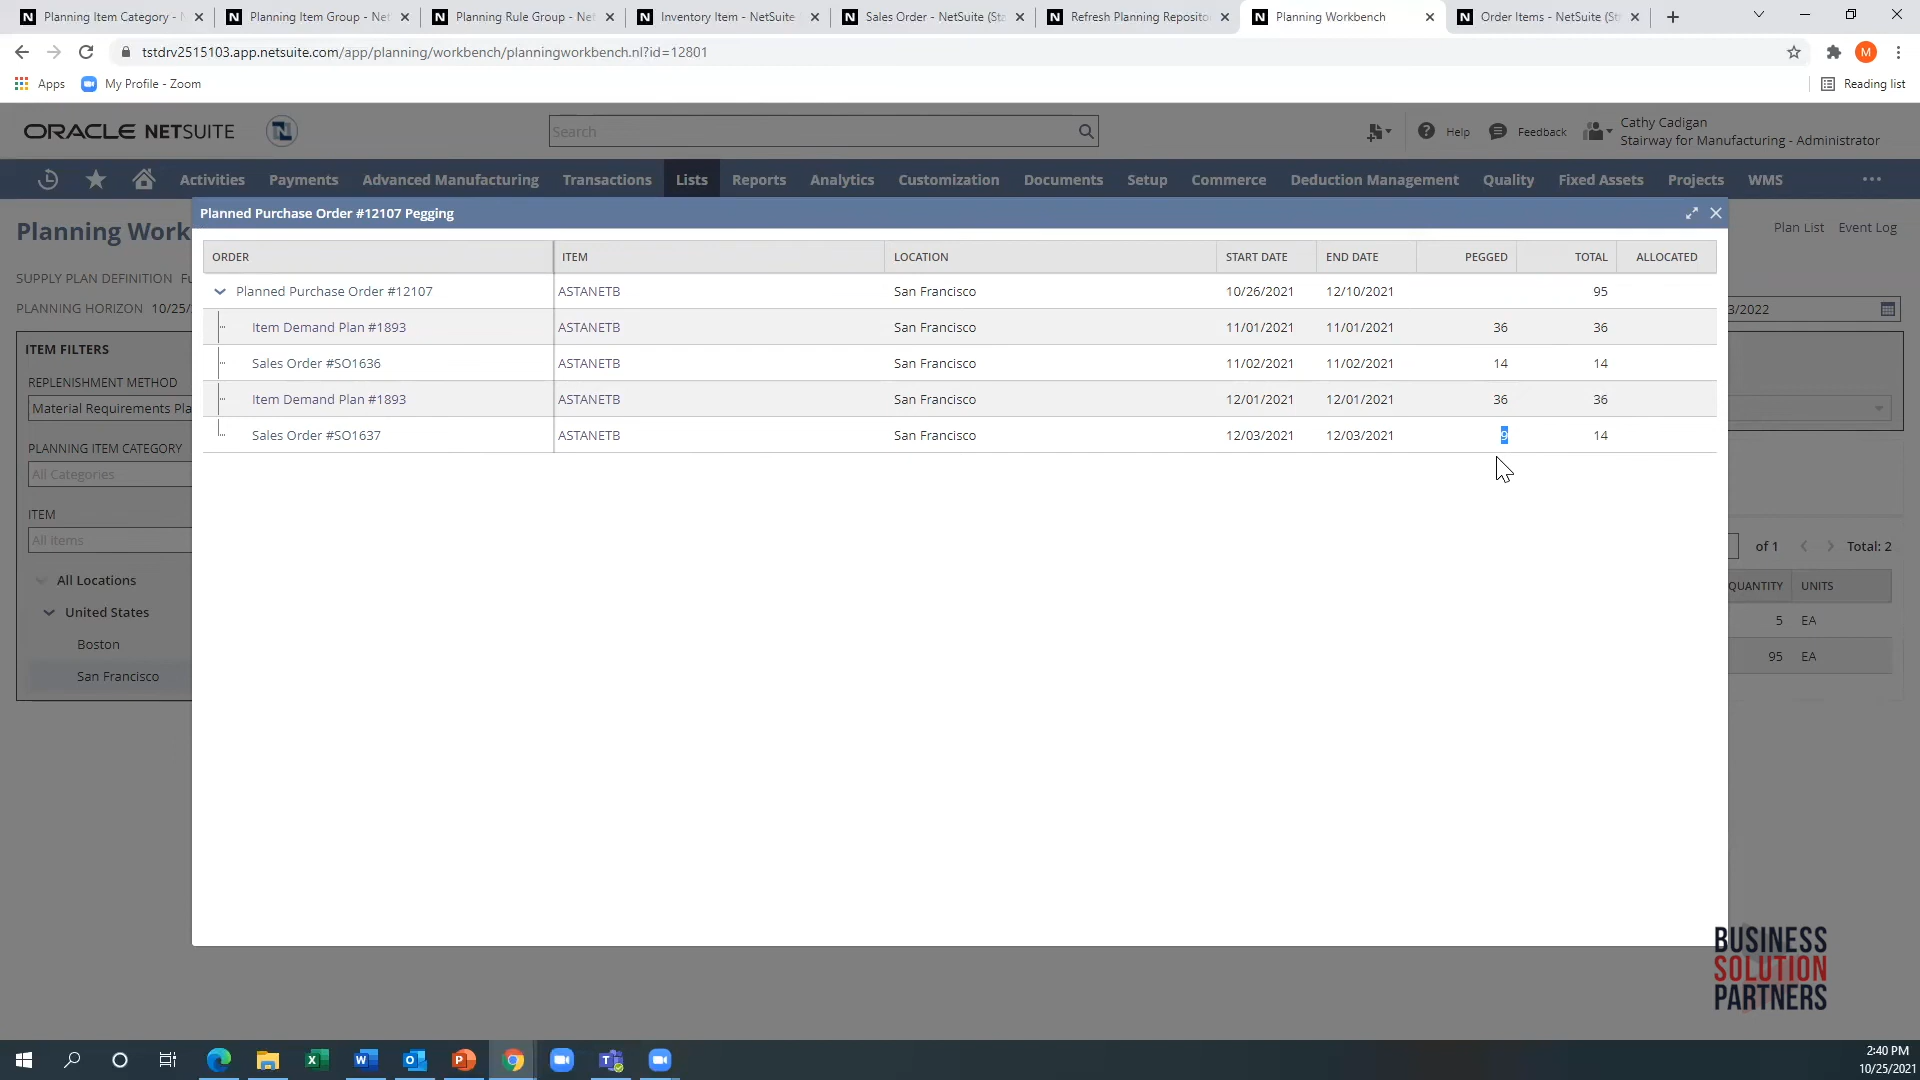 Planning Item Category - N
Planning Item Group - Net
Planning Rule Group - Net
Inventory Item - NetSuite
Sales Order - NetSuite (Sta
Refresh Planning Reposito
Planning Workbench
Order Items - NetSuite (St
tstdrv2515103.app.netsuite.com/app/planning/workbench/planningworkbench.nl?id=12801
M
Apps
My Profile - Zoom
Reading list
ORACLE NETSUITE
N
Search
Help
Feedback
Cathy Cadigan
Stairway for Manufacturing - Administrator
Activities Payments Advanced Manufacturing Transactions Lists Reports Analytics Customization Documents Setup Commerce Deduction Management Quality Fixed Assets Projects WMS
Planning Work
Plan List Event Log
Planned Purchase Order #12107 Pegging
SUPPLY PLAN DEFINITION Fu
PLANNING HORIZON 10/25/
3/2022
ITEM FILTERS
REPLENISHMENT METHOD
Material Requirements Pla
PLANNING ITEM CATEGORY
All Categories
ITEM
All Items
All Locations
United States
Boston
San Francisco
ORDER ITEM LOCATION START DATE END DATE PEGGED TOTAL ALLOCATED
Planned Purchase Order #12107 ASTANETB San Francisco 10/26/2021 12/10/2021 95
Item Demand Plan #1893 ASTANETB San Francisco 11/01/2021 11/01/2021 36 36
Sales Order #SO1636 ASTANETB San Francisco 11/02/2021 11/02/2021 14 14
Item Demand Plan #1893 ASTANETB San Francisco 12/01/2021 12/01/2021 36 36
Sales Order #SO1637 ASTANETB San Francisco 12/03/2021 12/03/2021 9 14
of 1 Total: 2
QUANTITY UNITS
5 EA
95 EA
BUSINESS
SOLUTION
PARTNERS
2:40 PM
10/25/2021